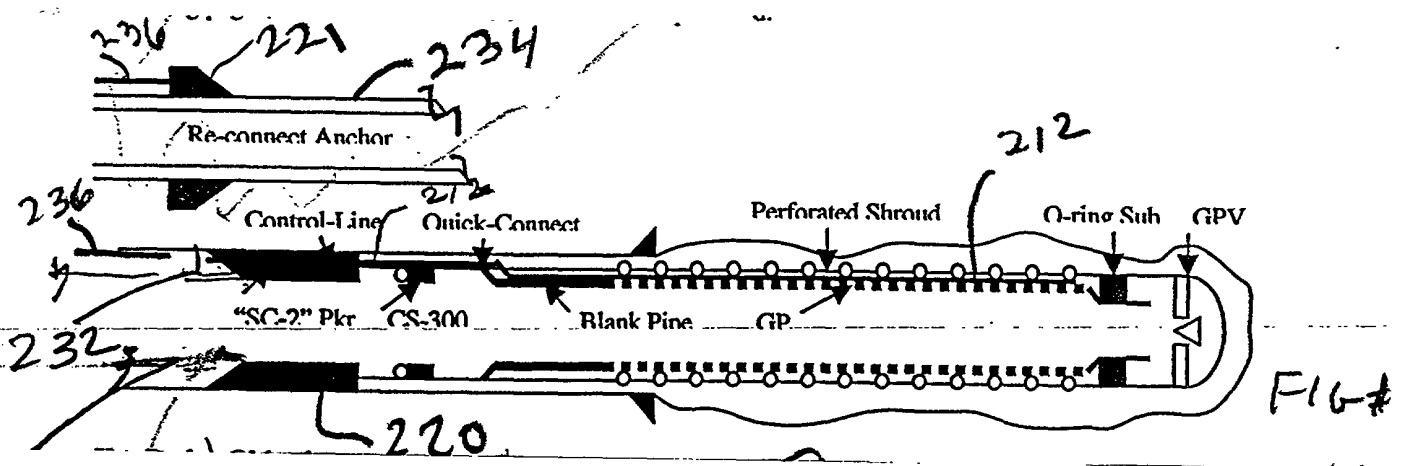 236 221 234
Re-connect Anchor
212
236 212
Control-Line Quick-Connect Perforated Shroud O-ring Sub GPV
"SC-2" Pkr CS-300 Blank Pipe GP
232
220
FIG